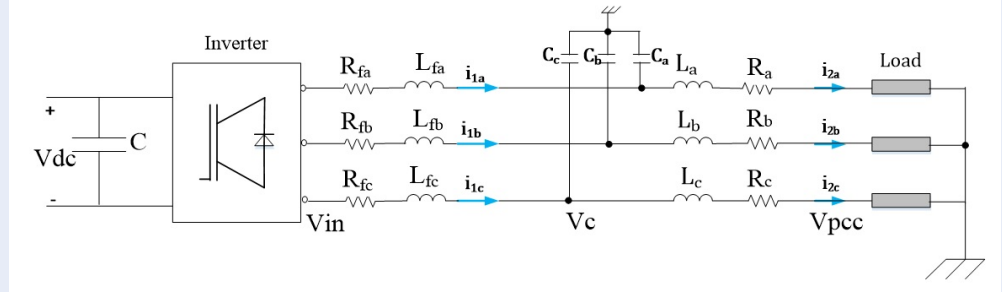 Inverter
Rfa Lfa i1a Cc Cb Ca La Ra i2a Load
+
Rfb Lfb i1b Lb Rb i2b
C
Vdc
Rfc Lfc i1c Lc Rc i2c
-
Vin Vc Vpcc